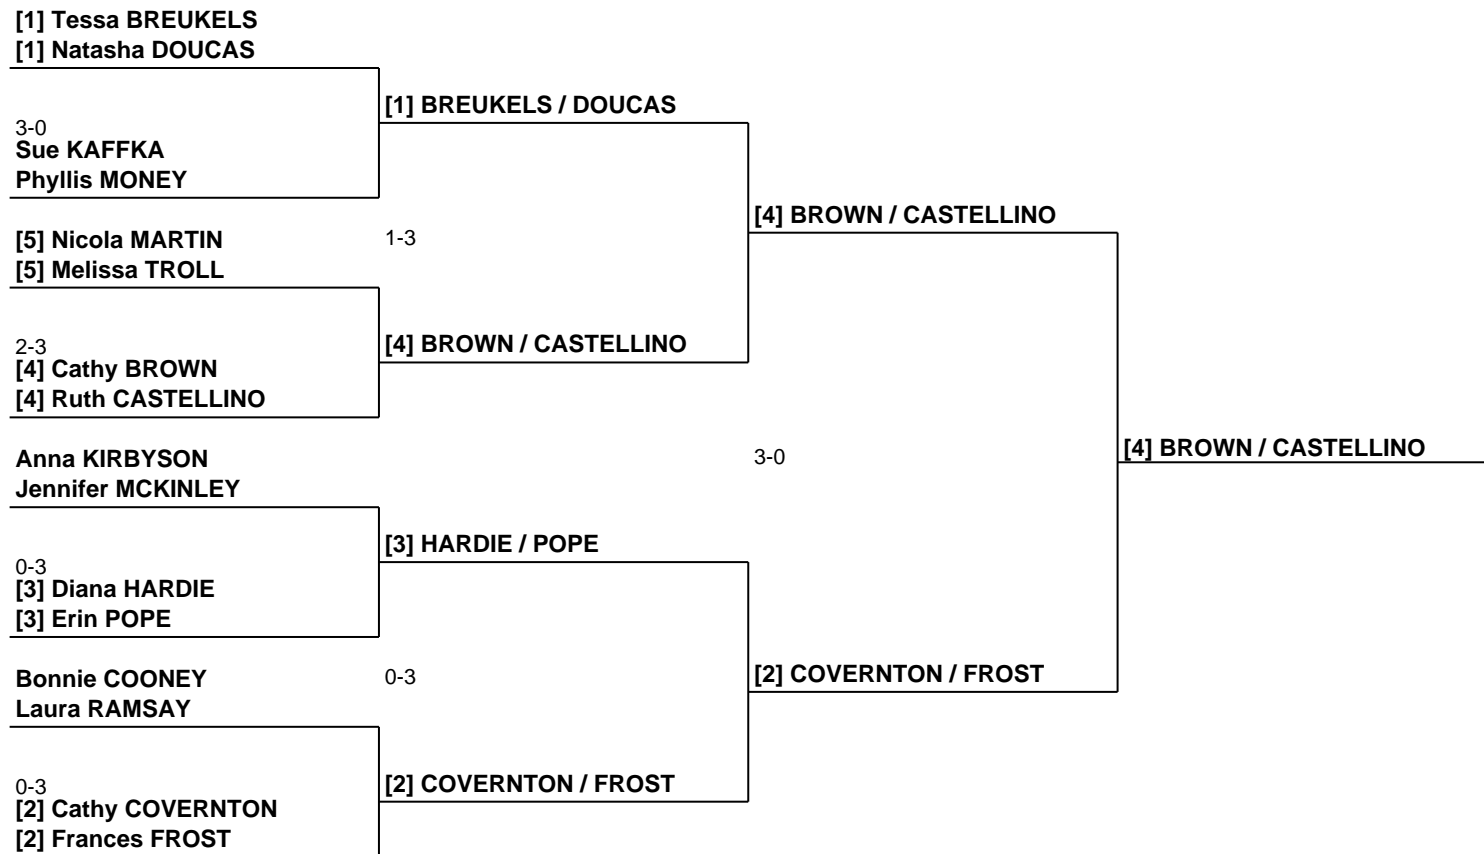 [1] Tessa BREUKELS
[1] Natasha DOUCAS
[1] BREUKELS / DOUCAS
3-0
Sue KAFFKA
Phyllis MONEY
[4] BROWN / CASTELLINO
[5] Nicola MARTIN
1-3
[5] Melissa TROLL
2-3
[4] BROWN / CASTELLINO
[4] Cathy BROWN
[4] Ruth CASTELLINO
Anna KIRBYSON
3-0
[4] BROWN / CASTELLINO
Jennifer MCKINLEY
[3] HARDIE / POPE
0-3
[3] Diana HARDIE
[3] Erin POPE
Bonnie COONEY
0-3
[2] COVERNTON / FROST
Laura RAMSAY
0-3
[2] COVERNTON / FROST
[2] Cathy COVERNTON
[2] Frances FROST